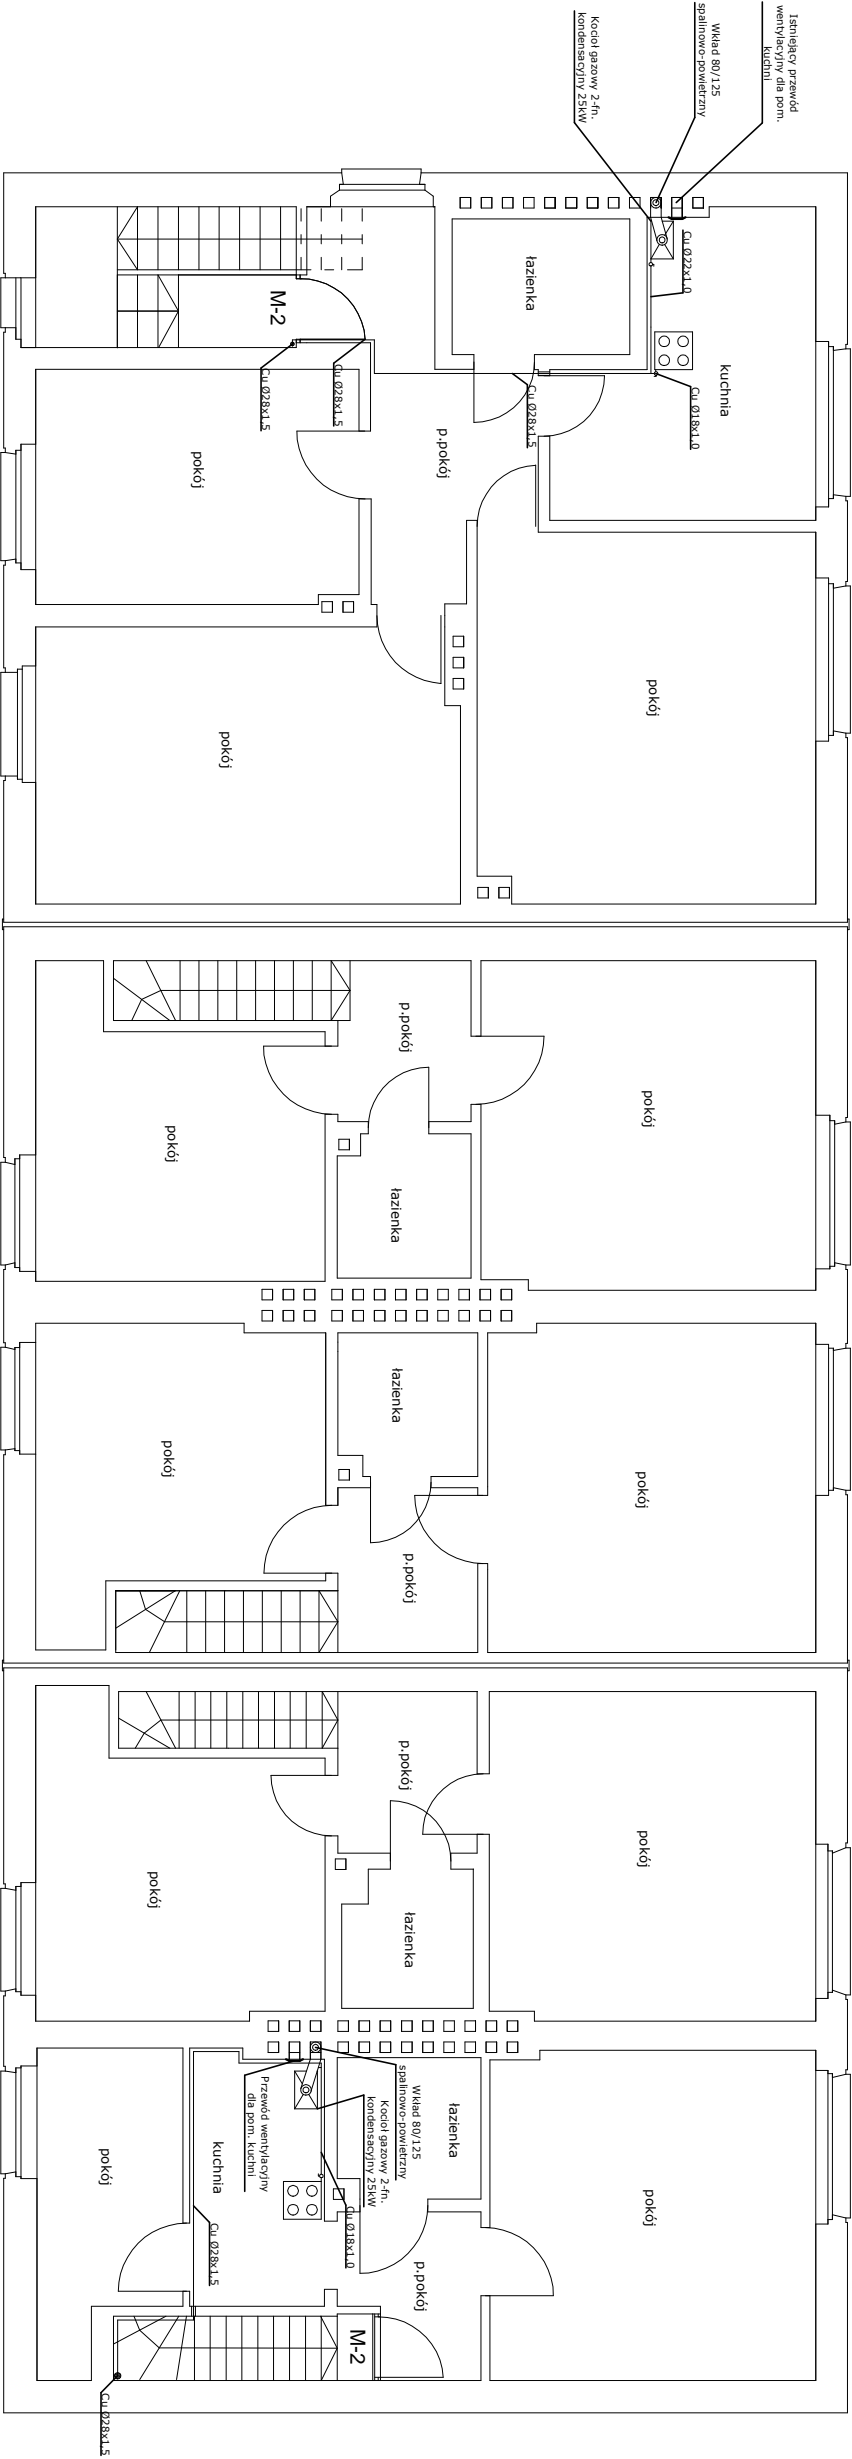 Istniejący przewód
wentylacyjny dla pom.
kuchni
Wkład 80/125
spalinowo-powietrzny
Kocioł gazowy 2-fn.
kondensacyjny 25kW
Cu Ø22x1,0
łazienka
M-2
kuchnia
Cu Ø28x1,5
Cu Ø28x1,5
Cu Ø28x1,5
Cu Ø18x1,0
p.pokój
pokój
pokój
pokój
p.pokój
pokój
pokój
łazienka
łazienka
pokój
pokój
p.pokój
p.pokój
pokój
pokój
łazienka
Wkład 80/125
spalinowo-powietrzny
Kocioł gazowy 2-fn.
kondensacyjny 25kW
Przewód wentylacyjny
dla pom. kuchni
łazienka
kuchnia
pokój
pokój
Cu Ø18x1,0
Cu Ø28x1,5
p.pokój
M-2
Cu Ø28x1,5